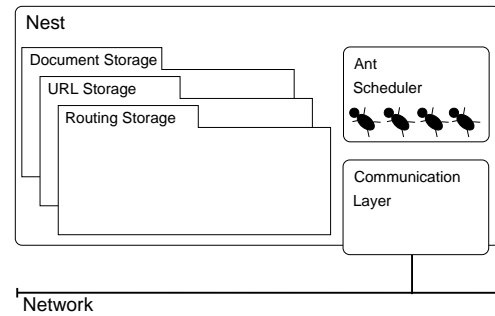 Nest
Document Storage
URL Storage
Routing Storage
Ant
Scheduler
Communication
Layer
Network